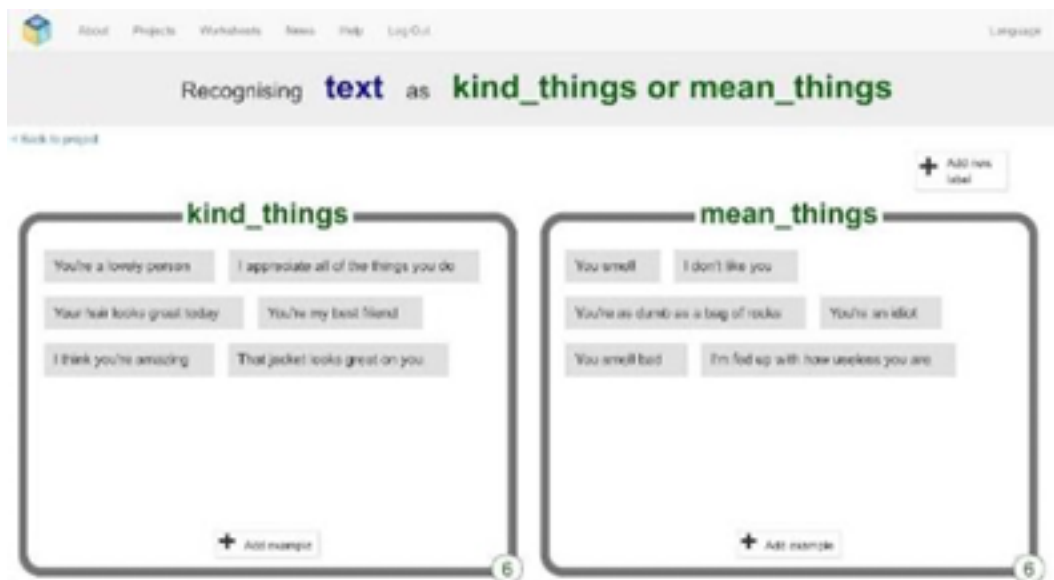 About Projects Worksheets News Help Log Out Language
Recognising text as kind_things or mean_things
< Back to project
Add new
label
kind_things
You're a lovely person I appreciate all of the things you do
Your hair looks great today You're my best friend
I think you're amazing That jacket looks great on you
Add example
6
mean_things
You smell I don't like you
You're as dumb as a bag of rocks You're an idiot
You smell bad I'm fed up with how useless you are
Add example
6